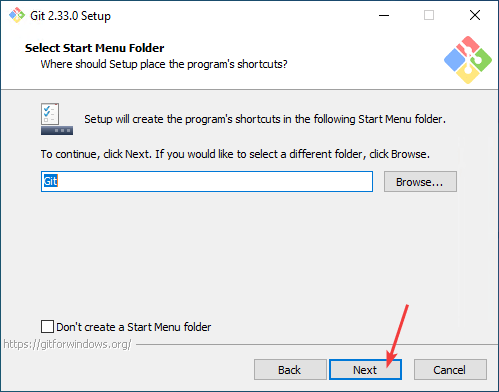 Git 2.33.0 Setup
Select Start Menu Folder
Where should Setup place the program's shortcuts?
Setup will create the program's shortcuts in the following Start Menu folder.
To continue, click Next. If you would like to select a different folder, click Browse.
Git
Browse...
Don't create a Start Menu folder
https://gitforwindows.org/
Back
Next
Cancel